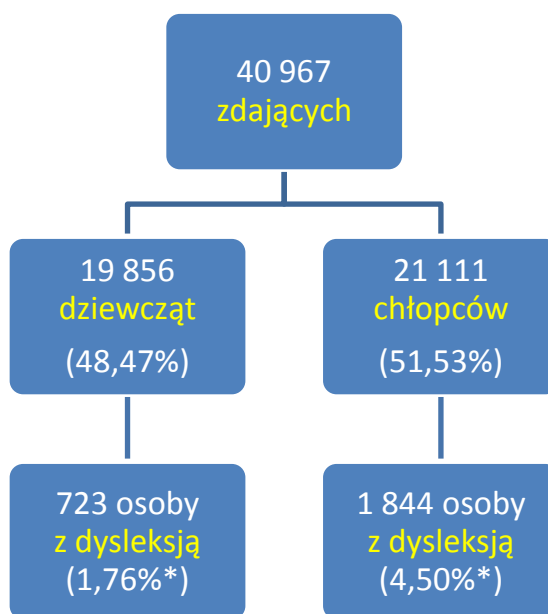 40 967
zdających
19 856
dziewcząt
(48,47%)
21 111
chłopców
(51,53%)
723 osoby
z dysleksją
(1,76%*)
1 844 osoby
z dysleksją
(4,50%*)